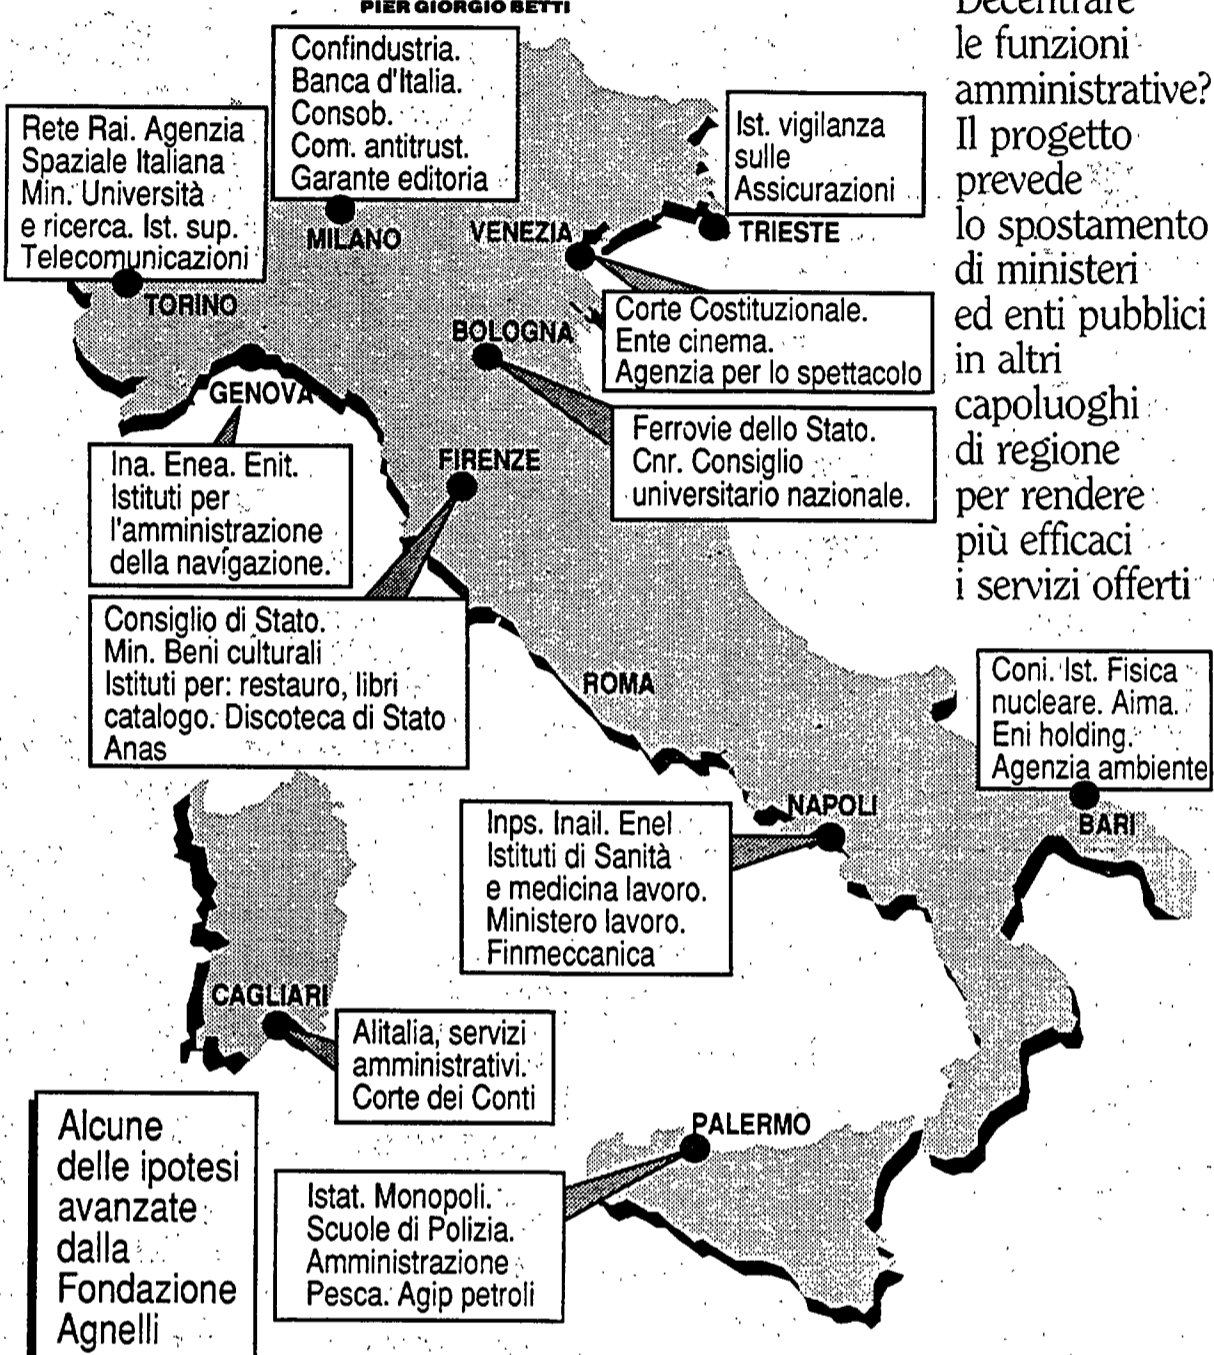 PIER GIORGIO BETTI
Decentrare
le funzioni
amministrative?
Il progetto
prevede
lo spostamento
di ministeri
ed enti pubblici
in altri
capoluoghi
di regione
per rendere
più efficaci
i servizi offerti
Confindustria.
Banca d'Italia.
Consob.
Com. antitrust.
Garante editoria
MILANO
Rete Rai. Agenzia
Spaziale Italiana
Min. Università
e ricerca. Ist. sup.
Telecomunicazioni
TORINO
Ist. vigilanza
sulle
Assicurazioni
TRIESTE
VENEZIA
Corte Costituzionale.
Ente cinema.
Agenzia per lo spettacolo
BOLOGNA
Ferrovie dello Stato.
Cnr. Consiglio
universitario nazionale.
GENOVA
Ina. Enea. Enit.
Istituti per
l'amministrazione
della navigazione.
FIRENZE
Consiglio di Stato.
Min. Beni culturali
Istituti per: restauro, libri
catalogo. Discoteca di Stato
Anas
ROMA
Coni. Ist. Fisica
nucleare. Aima.
Eni holding.
Agenzia ambiente
BARI
NAPOLI
Inps. Inail. Enel
Istituti di Sanità
e medicina lavoro.
Ministero lavoro.
Finmeccanica
CAGLIARI
Alitalia, servizi
amministrativi.
Corte dei Conti
PALERMO
Istat. Monopoli.
Scuole di Polizia.
Amministrazione
Pesca. Agip petroli
Alcune
delle ipotesi
avanzate
dalla
Fondazione
Agnelli